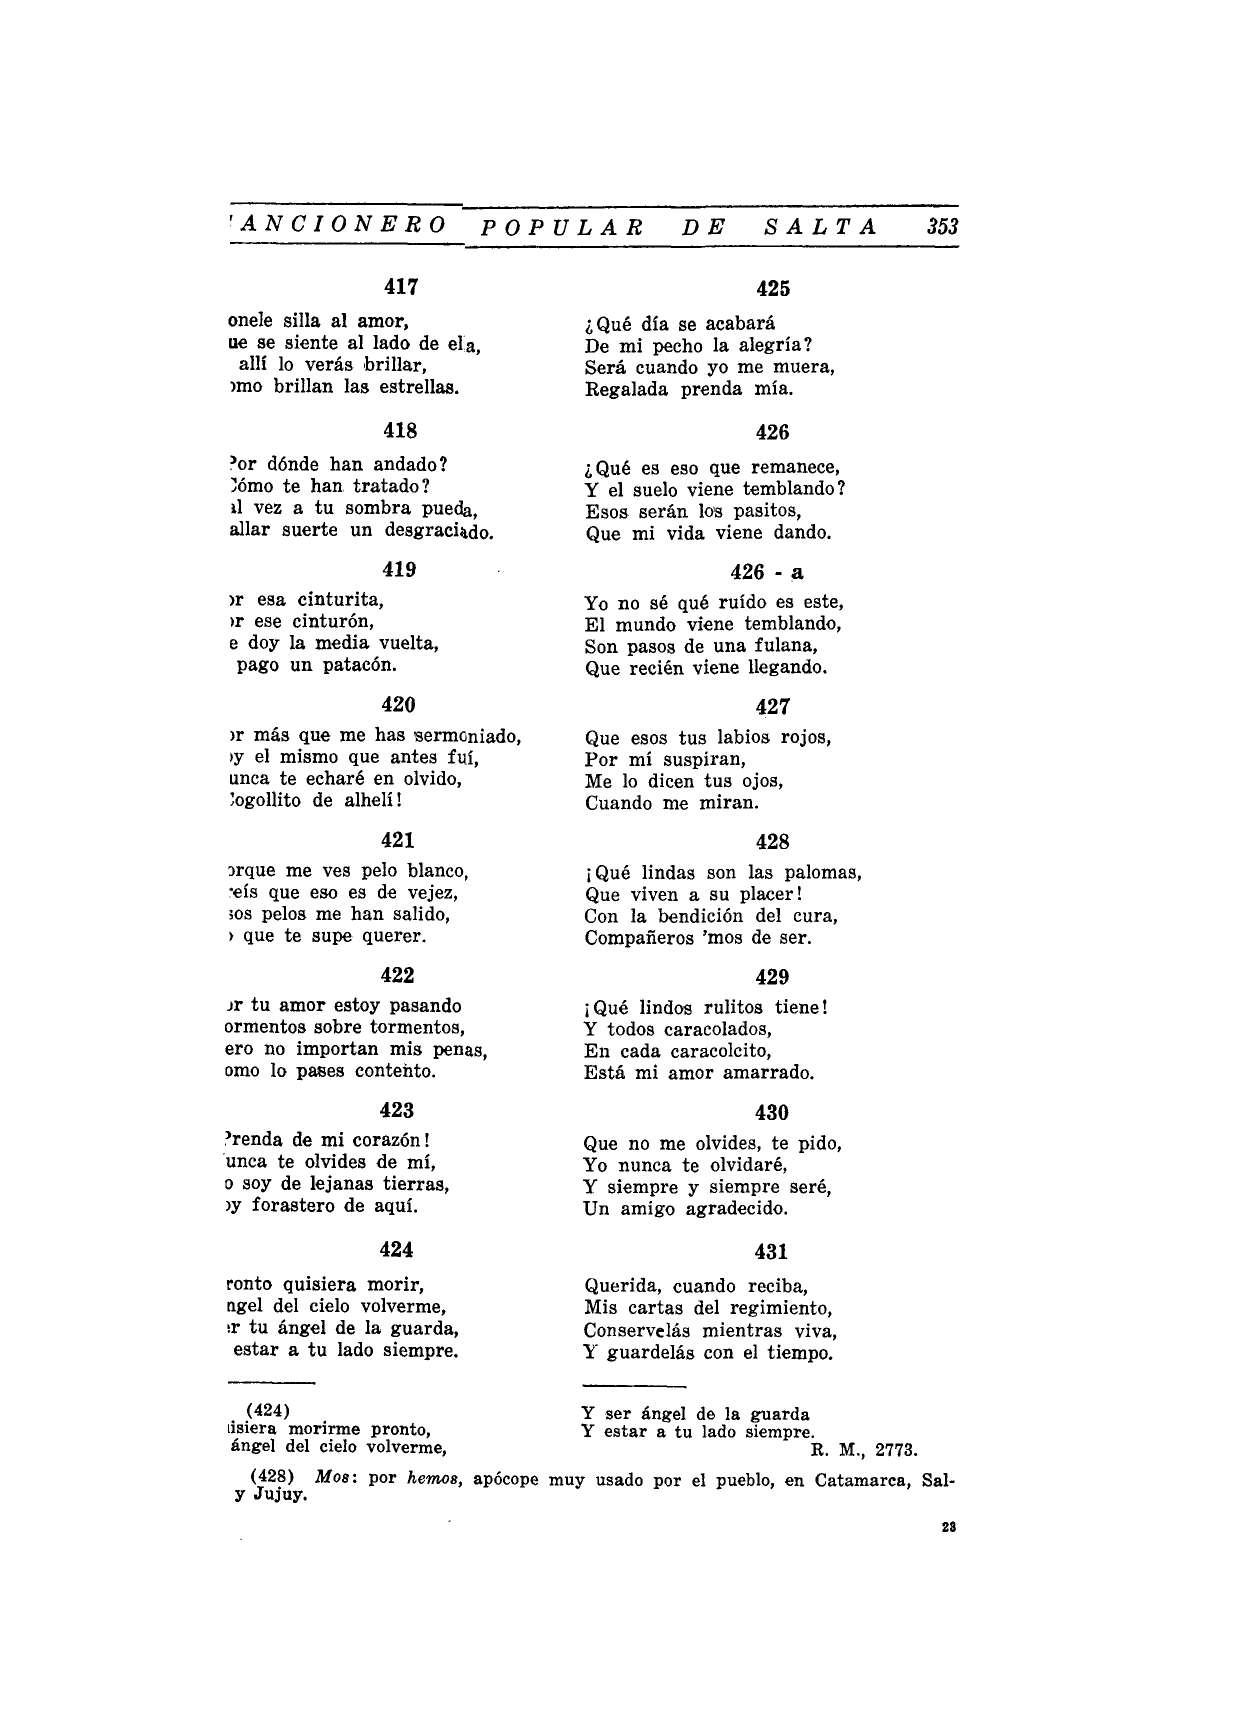 ANCIONERO POPULAR DE SALTA 353
417
onele silla al amor,
ue se siente al lado de ela,
allí lo verás brillar,
omo brillan las estrellas.
418
Por dónde han andado?
Cómo te han tratado?
al vez a tu sombra pueda,
allar suerte un desgraciado.
419
or esa cinturita,
or ese cinturón,
e doy la media vuelta,
pago un patacón.
420
or más que me has sermoniado,
oy el mismo que antes fuí,
unca te echaré en olvido,
Cogollito de alhelí!
421
orque me ves pelo blanco,
reís que eso es de vejez,
sos pelos me han salido,
o que te supe querer.
422
or tu amor estoy pasando
ormentos sobre tormentos,
ero no importan mis penas,
omo lo pases contento.
423
Prenda de mi corazón!
unca te olvides de mí,
o soy de lejanas tierras,
oy forastero de aquí.
424
ronto quisiera morir,
ngel del cielo volverme,
er tu ángel de la guarda,
estar a tu lado siempre.
425
¿Qué día se acabará
De mi pecho la alegría?
Será cuando yo me muera,
Regalada prenda mía.
426
¿Qué es eso que remanece,
Y el suelo viene temblando?
Esos serán los pasitos,
Que mi vida viene dando.
426 - a
Yo no sé qué ruído es este,
El mundo viene temblando,
Son pasos de una fulana,
Que recién viene llegando.
427
Que esos tus labios rojos,
Por mí suspiran,
Me lo dicen tus ojos,
Cuando me miran.
428
¡Qué lindas son las palomas,
Que viven a su placer!
Con la bendición del cura,
Compañeros 'mos de ser.
429
¡Qué lindos rulitos tiene!
Y todos caracolados,
En cada caracolcito,
Está mi amor amarrado.
430
Que no me olvides, te pido,
Yo nunca te olvidaré,
Y siempre y siempre seré,
Un amigo agradecido.
431
Querida, cuando reciba,
Mis cartas del regimiento,
Conservelás mientras viva,
Y guardelás con el tiempo.
(424)
uisiera morirme pronto,
ángel del cielo volverme,
Y ser ángel de la guarda
Y estar a tu lado siempre.
R. M., 2773.
(428) Mos: por hemos, apócope muy usado por el pueblo, en Catamarca, Sal-
y Jujuy.
23